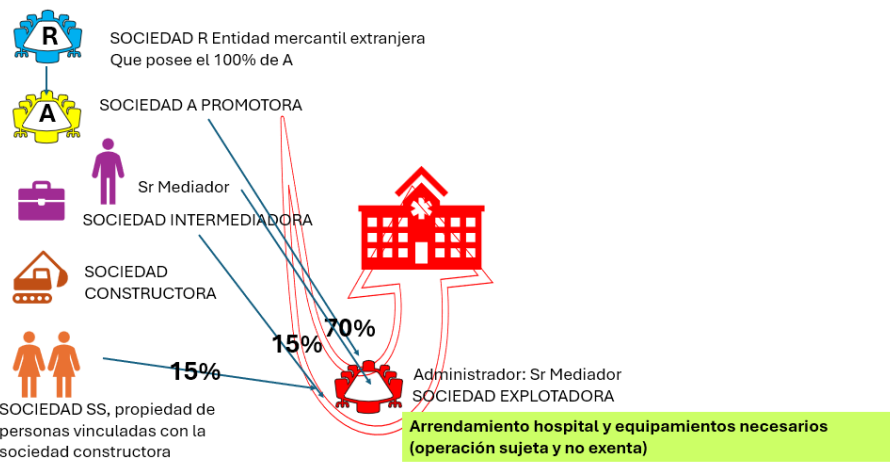 R
SOCIEDAD R Entidad mercantil extranjera
Que posee el 100% de A
A
SOCIEDAD A PROMOTORA
Sr Mediador
SOCIEDAD INTERMEDIADORA
SOCIEDAD
CONSTRUCTORA
70%
15%
15%
Administrador: Sr Mediador
SOCIEDAD EXPLOTADORA
SOCIEDAD SS, propiedad de
personas vinculadas con la
sociedad constructora
Arrendamiento hospital y equipamientos necesarios
(operación sujeta y no exenta)